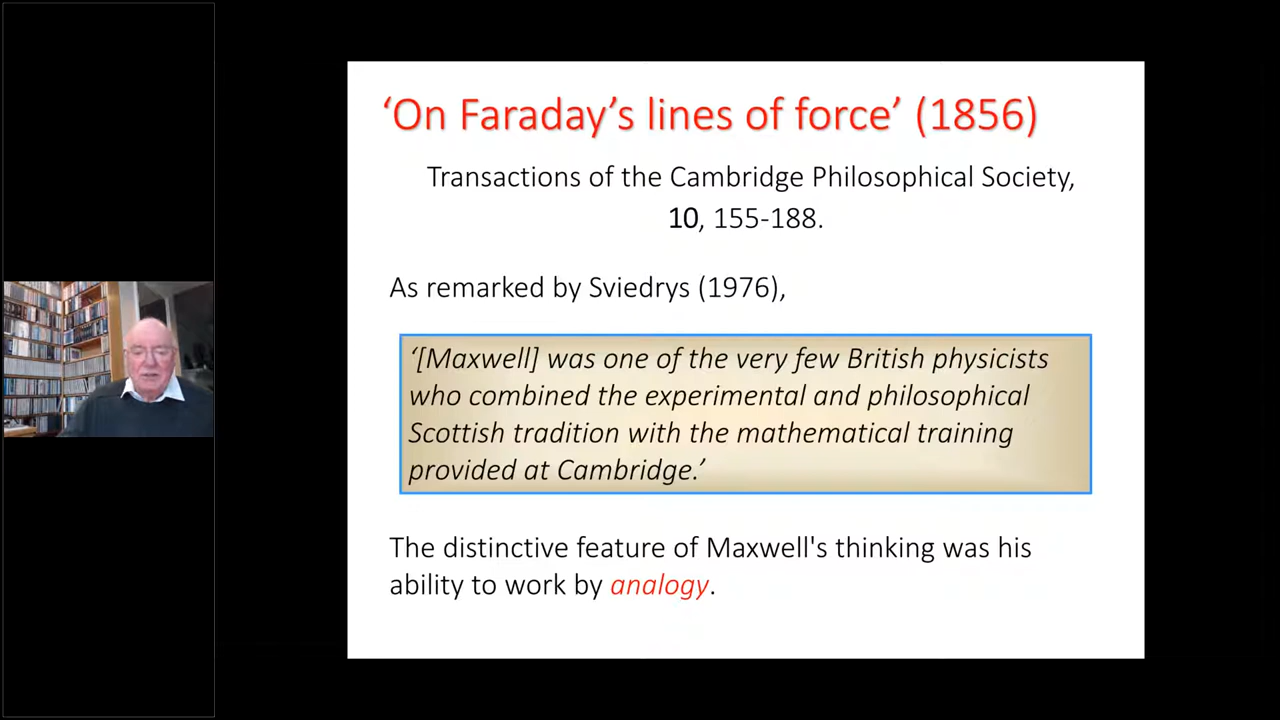 ‘On Faraday’s lines of force’ (1856)
Transactions of the Cambridge Philosophical Society,
10, 155-188.
As remarked by Sviedrys (1976),
‘[Maxwell] was one of the very few British physicists
who combined the experimental and philosophical
Scottish tradition with the mathematical training
provided at Cambridge.’
The distinctive feature of Maxwell's thinking was his
ability to work by analogy.